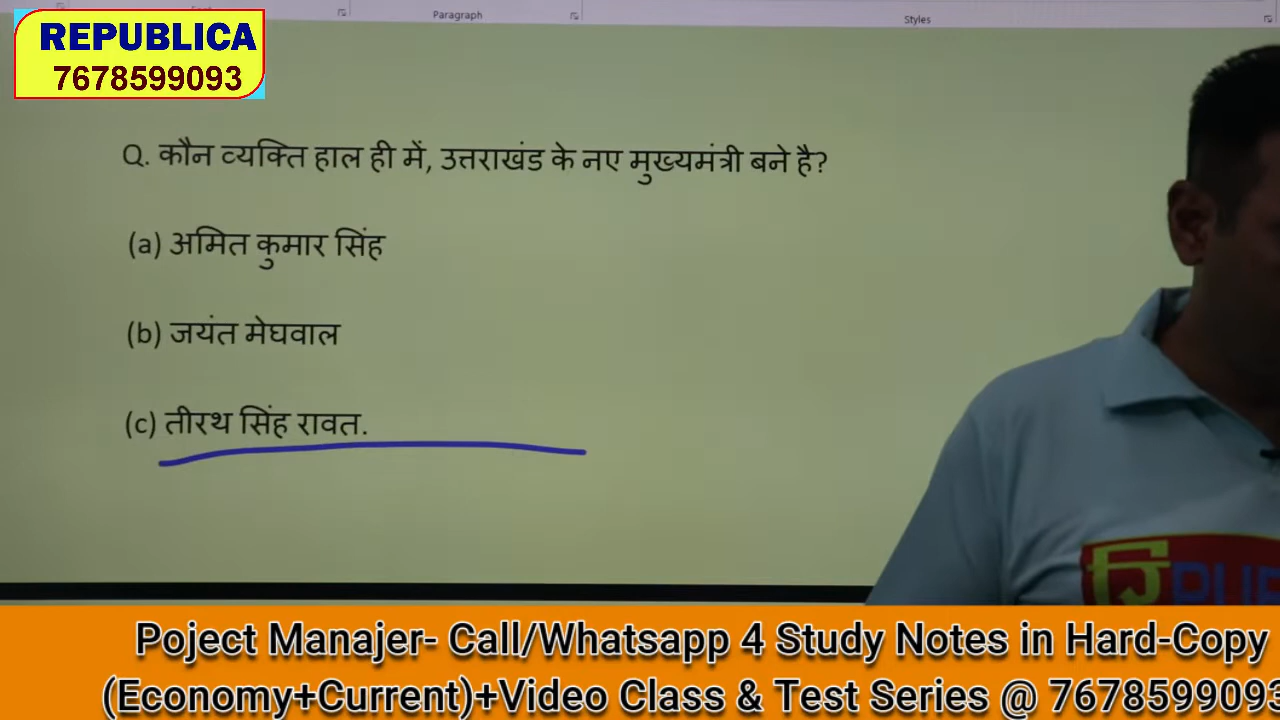 Paragraph
Styles
REPUBLICA
7678599093
Q. कौन व्यक्ति हाल ही में, उत्तराखंड के नए मुख्यमंत्री बने है?
(a) अमित कुमार सिंह
(b) जयंत मेघवाल
(c) तीरथ सिंह रावत.
Poject Manajer- Call/Whatsapp 4 Study Notes in Hard-Copy
(Economy+Current)+Video Class & Test Series @ 7678599093